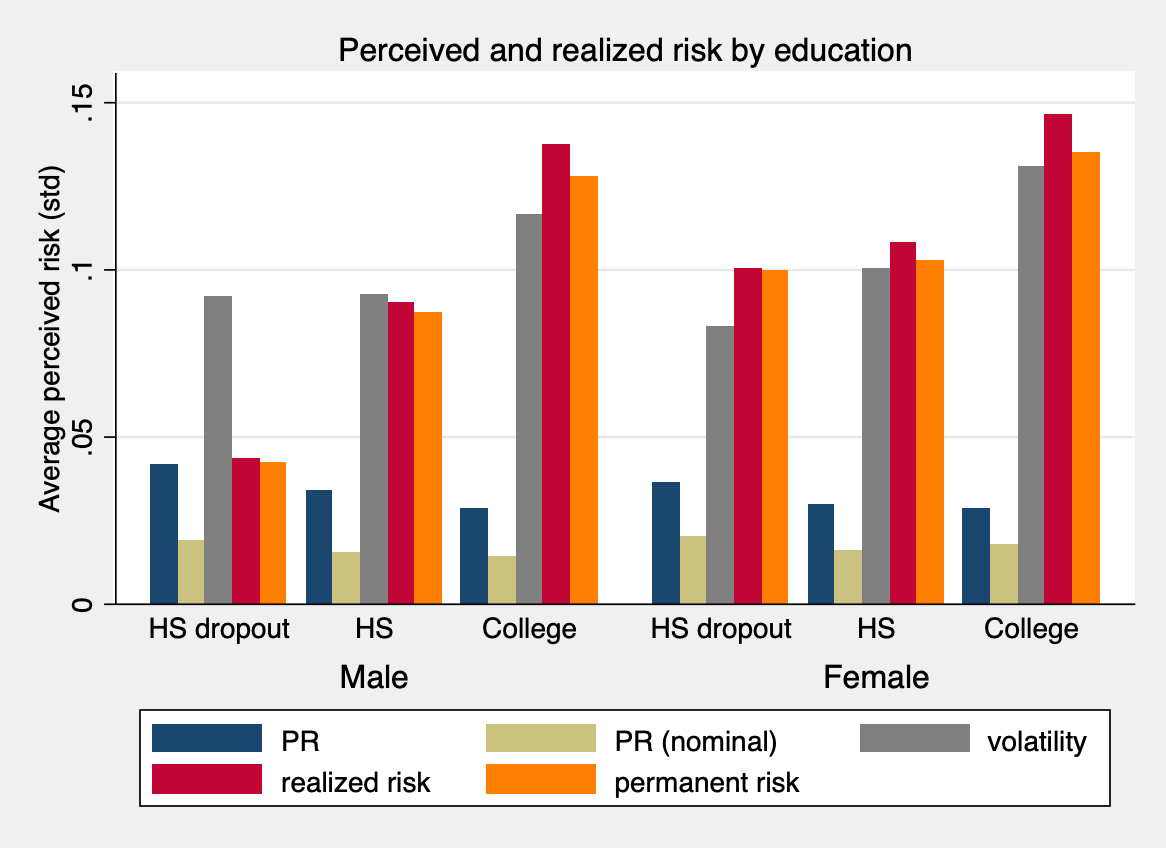 Perceived and realized risk by education
Average perceived risk (std)
.15
.1
.05
0
HS dropout HS College HS dropout HS College
Male Female
PR PR (nominal) volatility
realized risk permanent risk